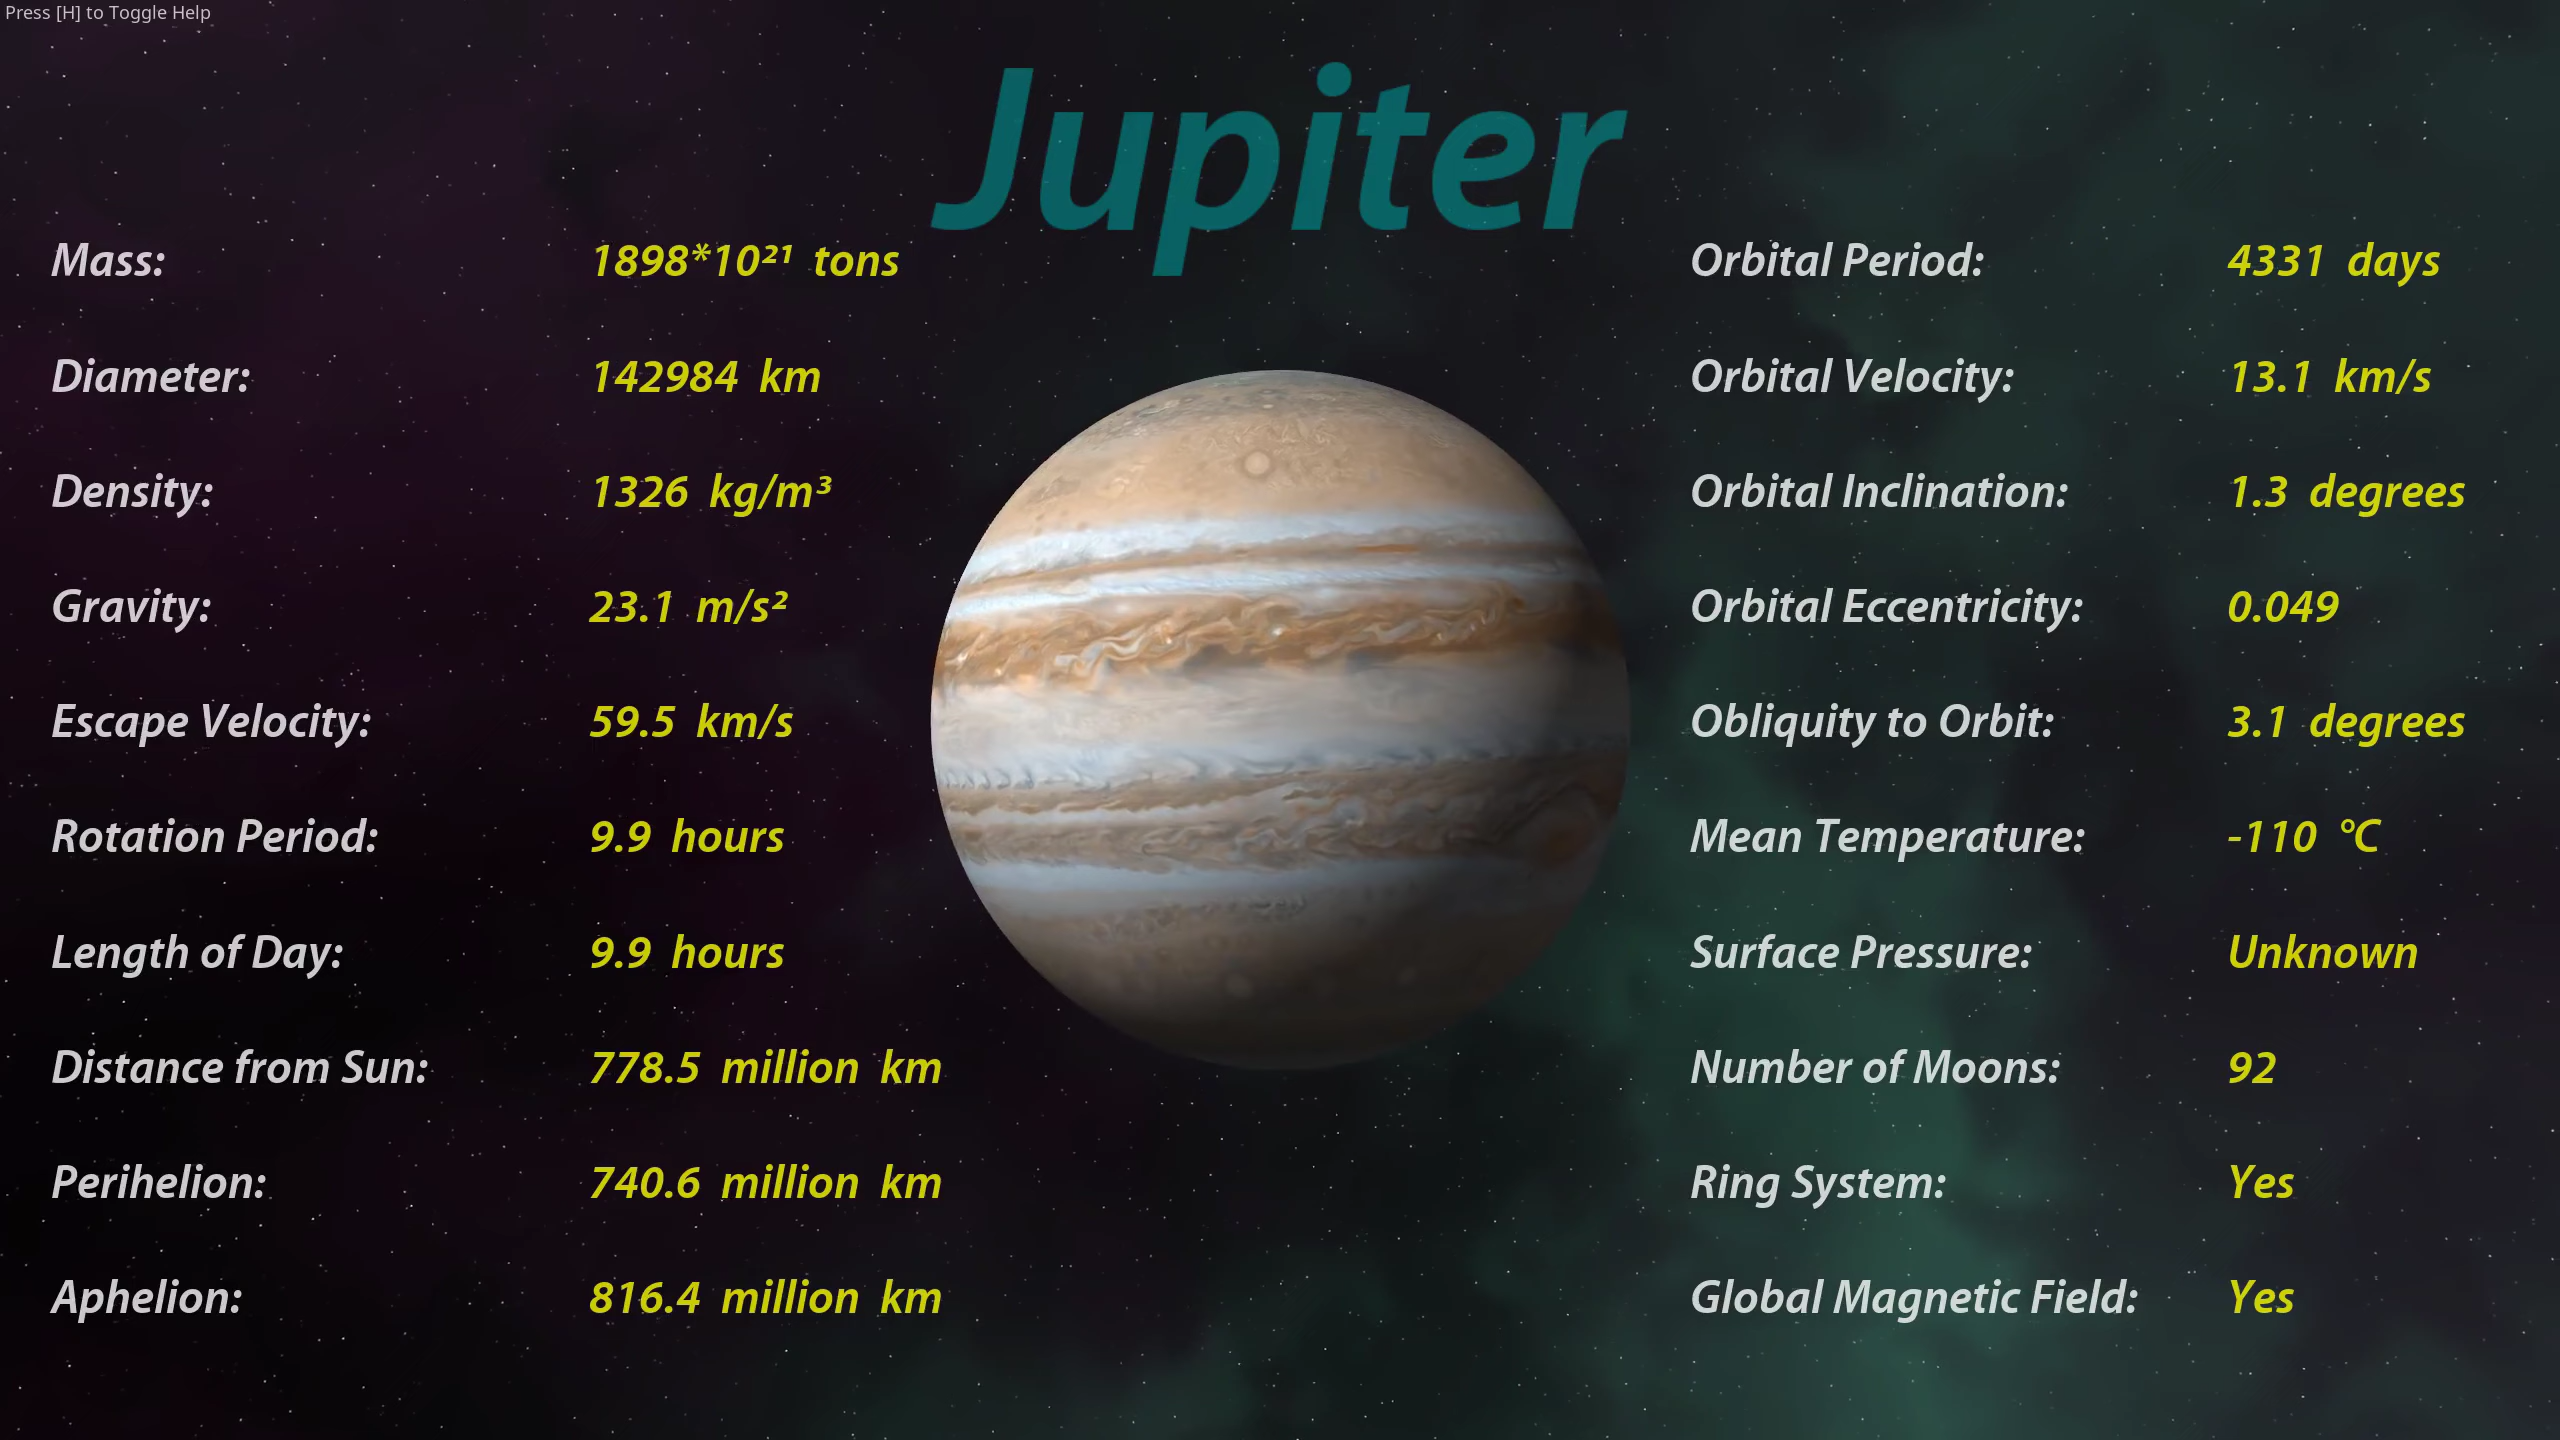 Press [H] to Toggle Help
Jupiter
Mass: 1898*10²¹ tons
Diameter: 142984 km
Density: 1326 kg/m³
Gravity: 23.1 m/s²
Escape Velocity: 59.5 km/s
Rotation Period: 9.9 hours
Length of Day: 9.9 hours
Distance from Sun: 778.5 million km
Perihelion: 740.6 million km
Aphelion: 816.4 million km
Orbital Period: 4331 days
Orbital Velocity: 13.1 km/s
Orbital Inclination: 1.3 degrees
Orbital Eccentricity: 0.049
Obliquity to Orbit: 3.1 degrees
Mean Temperature: -110 °C
Surface Pressure: Unknown
Number of Moons: 92
Ring System: Yes
Global Magnetic Field: Yes